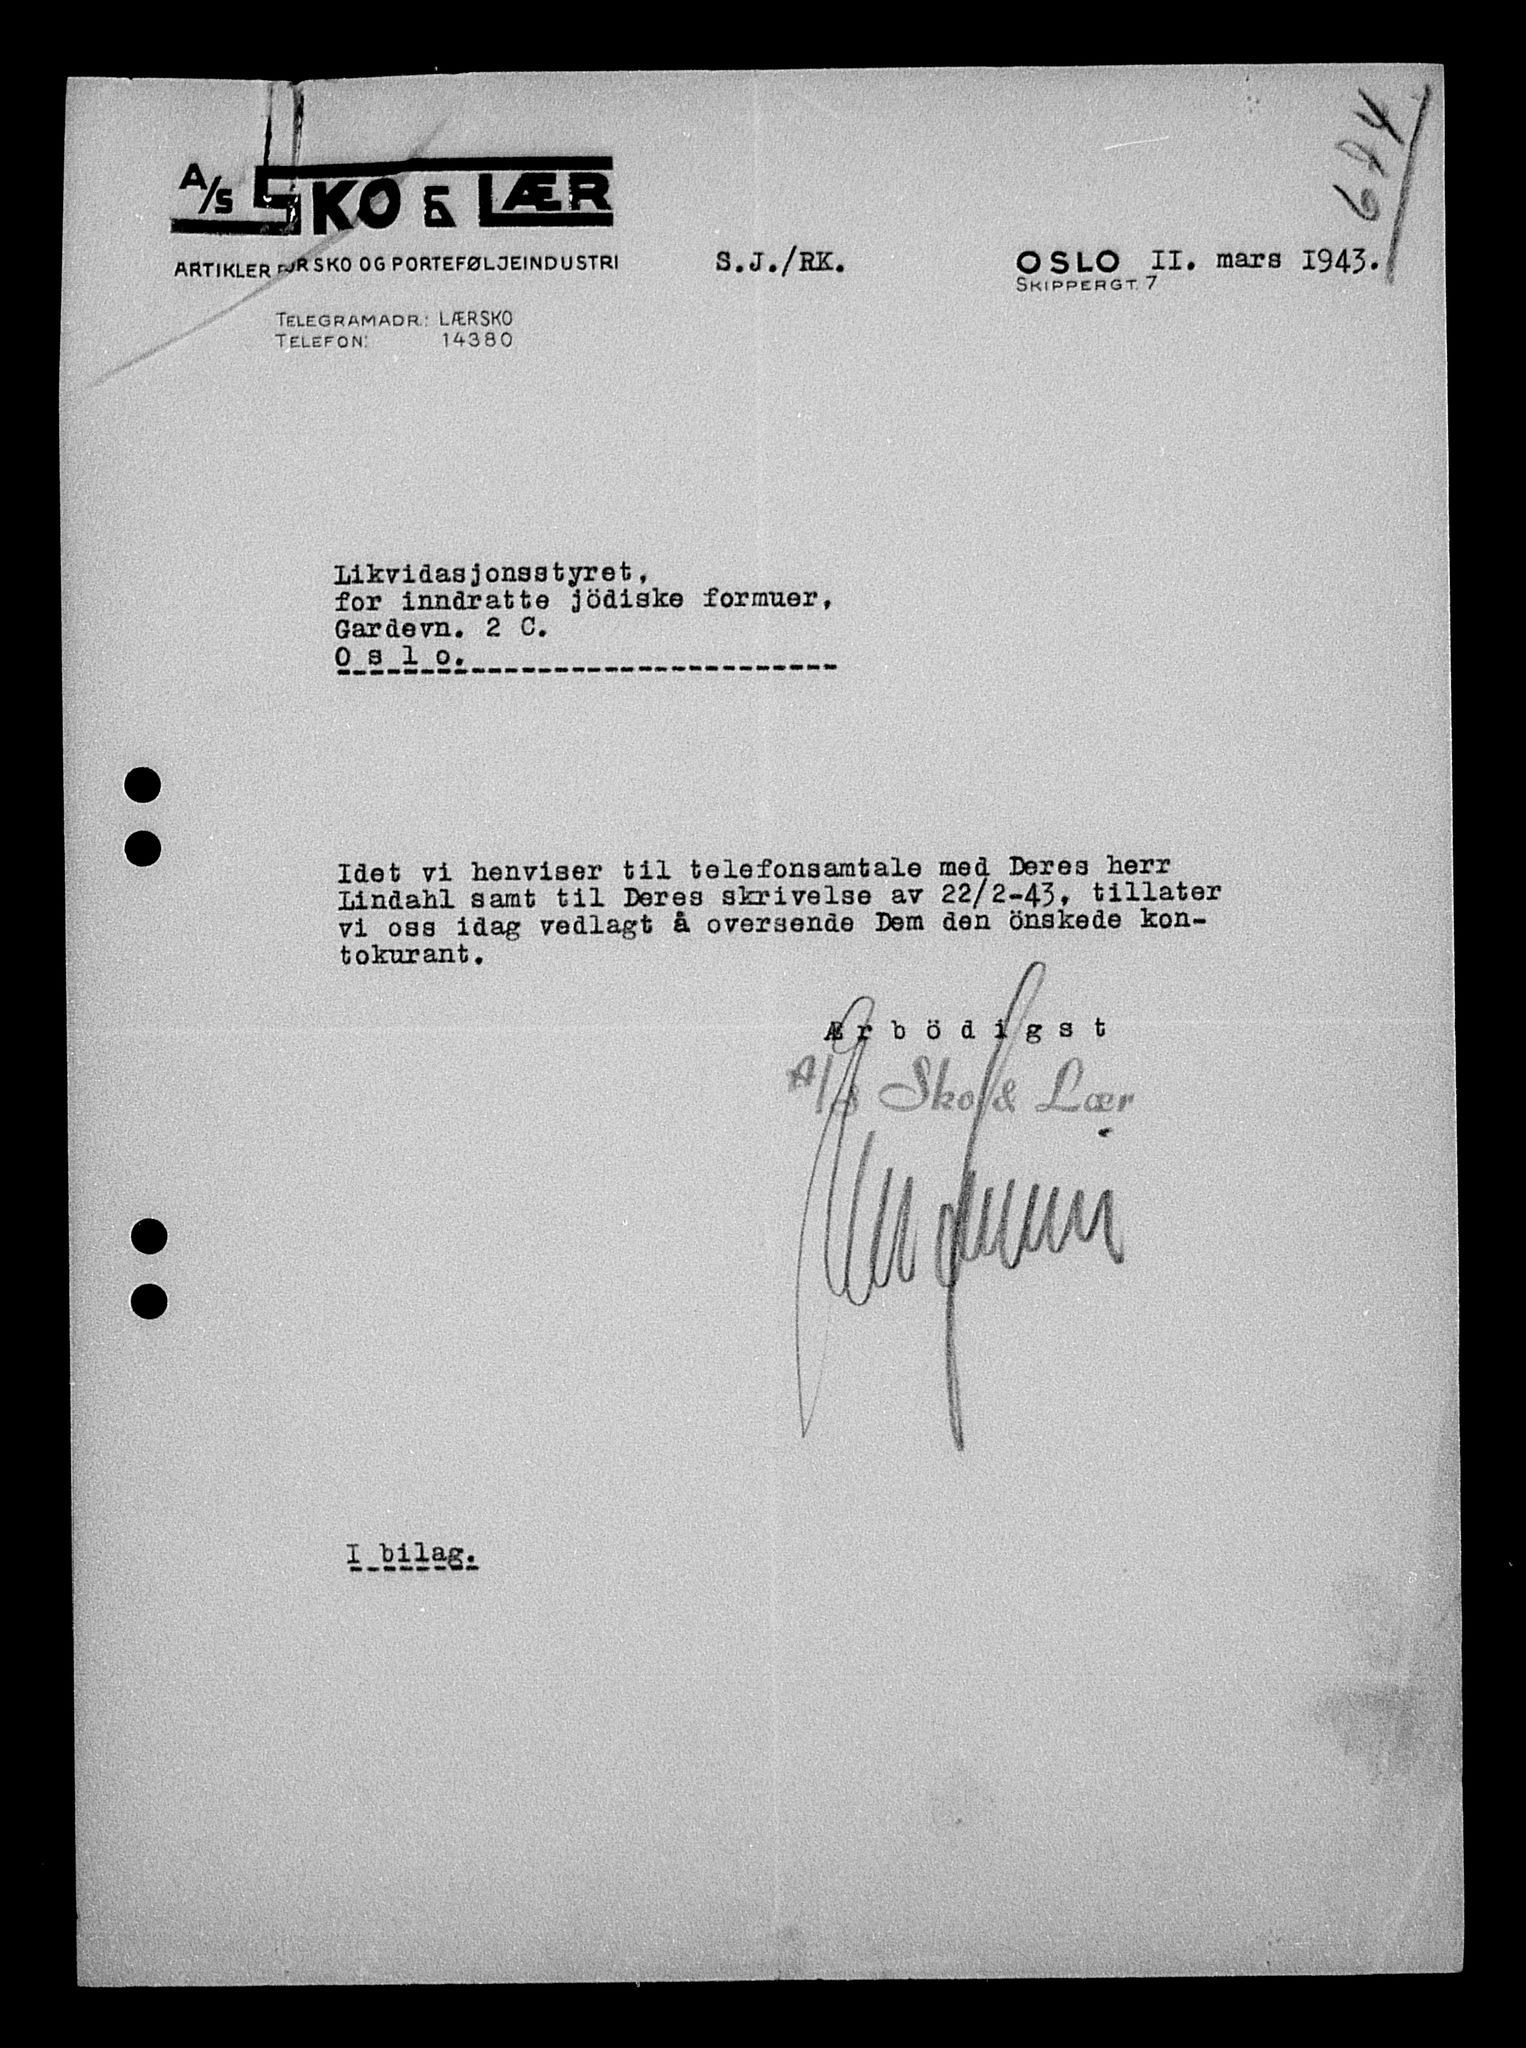 A/S SKO & LÆR
ARTIKLER FOR SKO OG PORTEFØLJEINDUSTRI
S.J./RK.
OSLO II. mars 1943.
SKIPPERGT. 7
TELEGRAMADR.: LÆRSKO
TELEFON: 14380
Likvidasjonsstyret,
for inndratte jödiske formuer,
Gardevn. 2 C.
O s l o.
Idet vi henviser til telefonsamtale med Deres herr
Lindahl samt til Deres skrivelse av 22/2-43, tillater
vi oss idag vedlagt å oversende Dem den önskede kon-
tokurant.
Æ r b ö d i g s t
A/S Sko & Lær
I bilag.